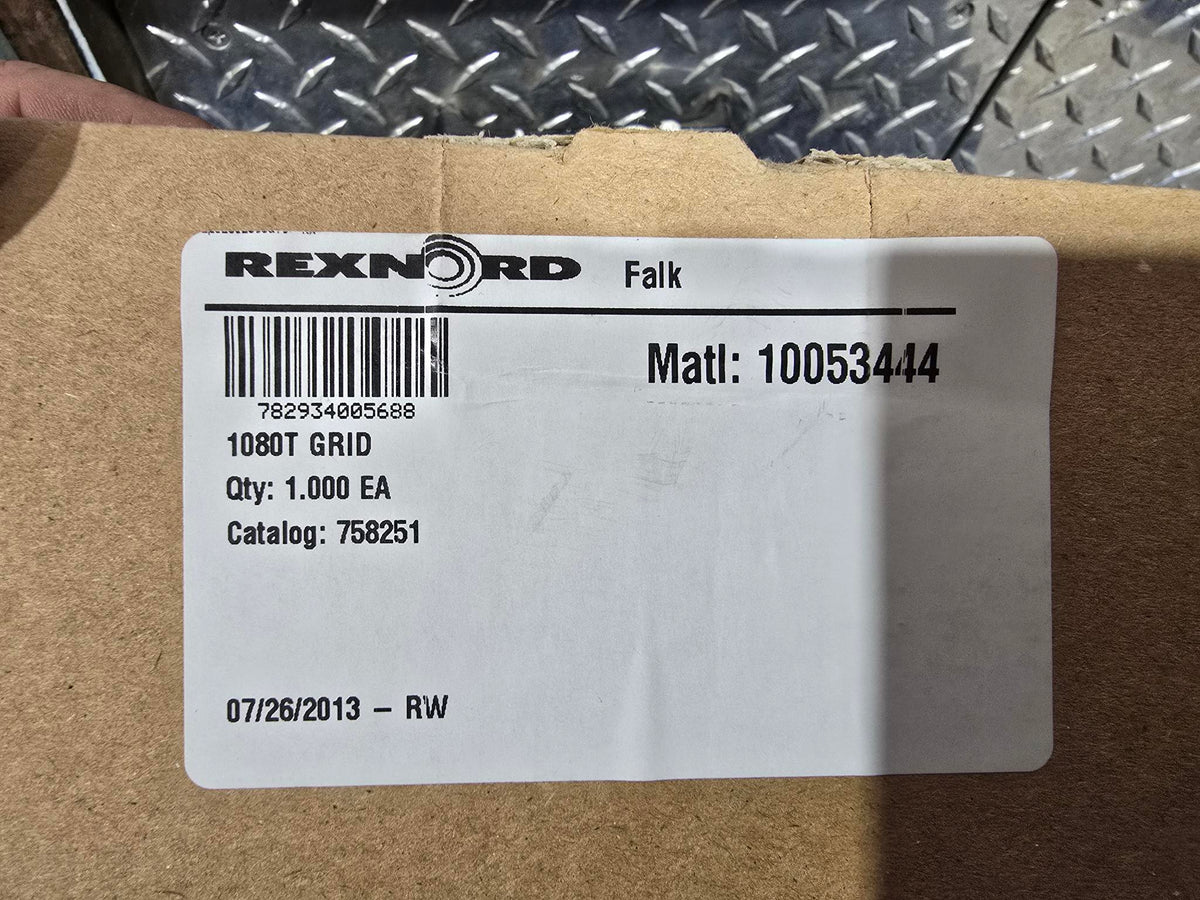 REXNORD Falk
Matl: 10053444
782934005688
1080T GRID
Qty: 1.000 EA
Catalog: 758251
07/26/2013 – RW